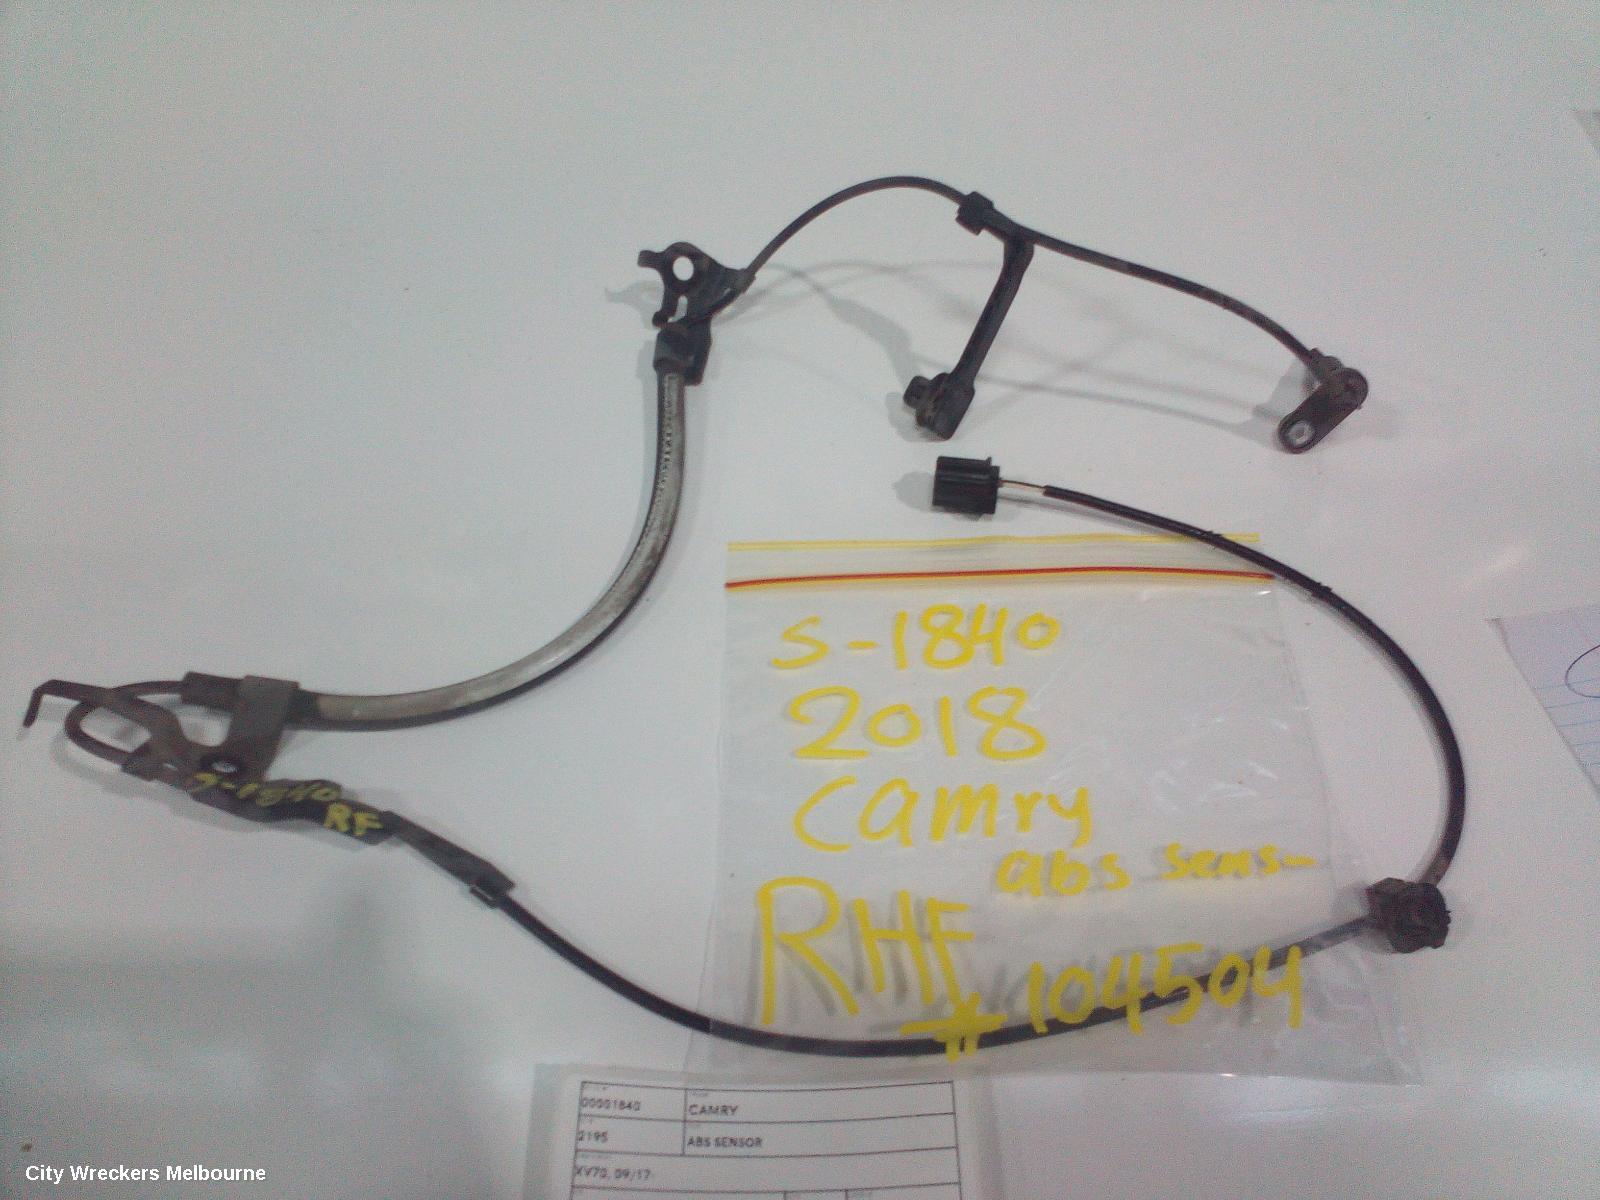 S-1840
2018
camry
abs sens-
RHF
#104504
S-1840
RF
00001840
CAMRY
2195
ABS SENSOR
XV70, 09/17-
City Wreckers Melbourne